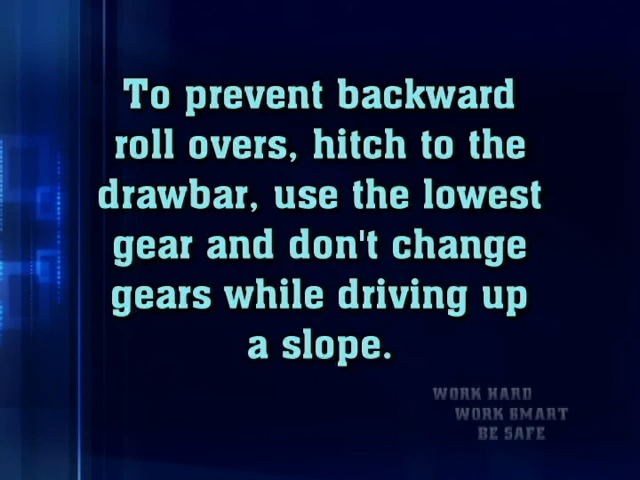 To prevent backward
roll overs, hitch to the
drawbar, use the lowest
gear and don't change
gears while driving up
a slope.
WORK HARD
WORK SMART
BE SAFE